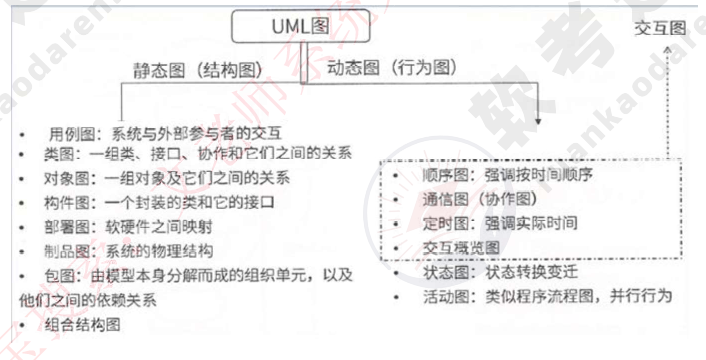 UML图
交互图
静态图（结构图）
动态图（行为图）
• 用例图：系统与外部参与者的交互
• 类图：一组类、接口、协作和它们之间的关系
• 对象图：一组对象及它们之间的关系
• 构件图：一个封装的类和它的接口
• 部署图：软硬件之间映射
• 制品图：系统的物理结构
• 包图：由模型本身分解而成的组织单元，以及
他们之间的依赖关系
• 组合结构图
• 顺序图：强调按时间顺序
• 通信图（协作图）
• 定时图：强调实际时间
• 交互概览图
• 状态图：状态转换变迁
• 活动图：类似程序流程图，并行行为